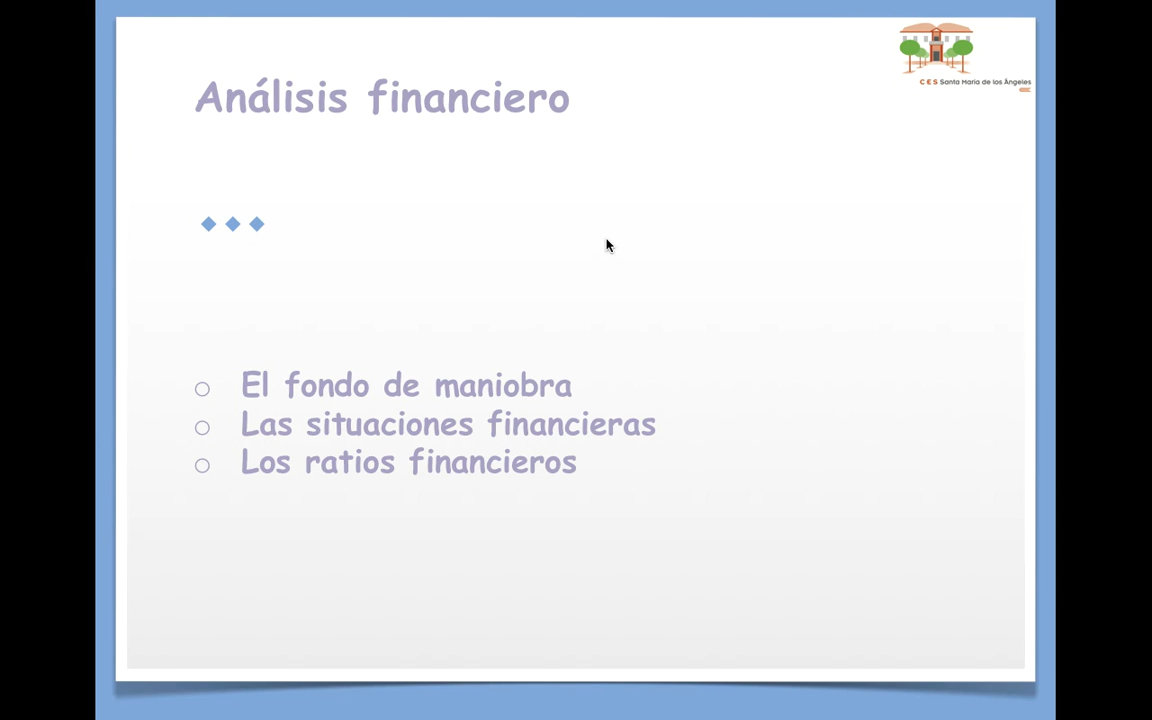 CES Santa María de los Ángeles
Análisis financiero
El fondo de maniobra
Las situaciones financieras
Los ratios financieros